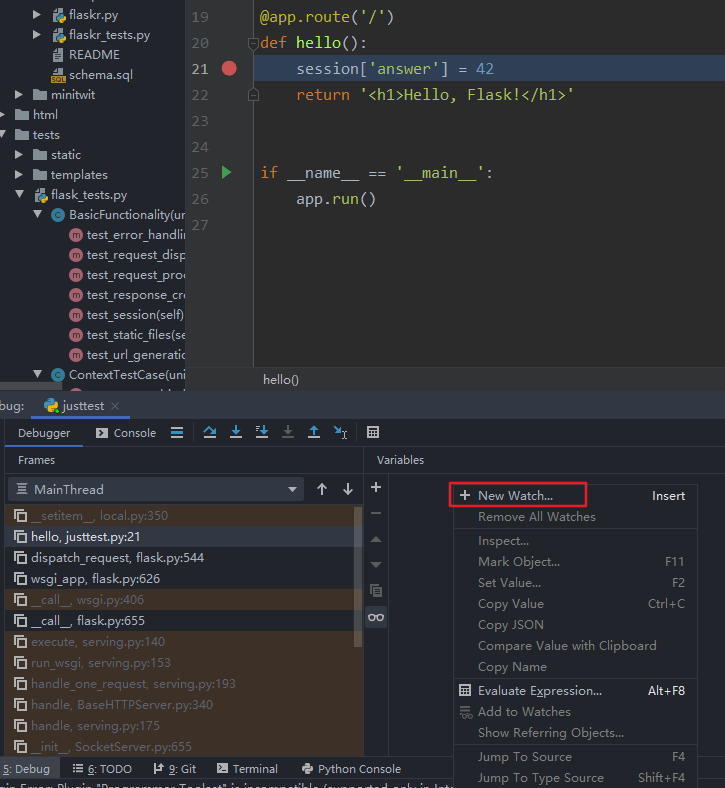 flaskr.py
flaskr_tests.py
README
schema.sql
minitwit
html
tests
static
templates
flask_tests.py
BasicFunctionality(un
test_error_handlin
test_request_disp
test_request_proc
test_response_cre
test_session(self)
test_static_files(se
test_url_generatio
ContextTestCase(uni
19 @app.route('/')
20 def hello():
21 session['answer'] = 42
22 return '<h1>Hello, Flask!</h1>'
23
24
25 if __name__ == '__main__':
26 app.run()
27
hello()
bug: justtest
Debugger Console
Frames Variables
MainThread
__setitem__, local.py:350
hello, justtest.py:21
dispatch_request, flask.py:544
wsgi_app, flask.py:626
__call__, wsgi.py:406
__call__, flask.py:655
execute, serving.py:140
run_wsgi, serving.py:153
handle_one_request, serving.py:193
handle, BaseHTTPServer.py:340
handle, serving.py:175
__init__, SocketServer.py:655
New Watch... Insert
Remove All Watches
Inspect...
Mark Object... F11
Set Value... F2
Copy Value Ctrl+C
Copy JSON
Compare Value with Clipboard
Copy Name
Evaluate Expression... Alt+F8
Add to Watches
Show Referring Objects...
Jump To Source F4
Jump To Type Source Shift+F4
5: Debug 6: TODO 9: Git Terminal Python Console